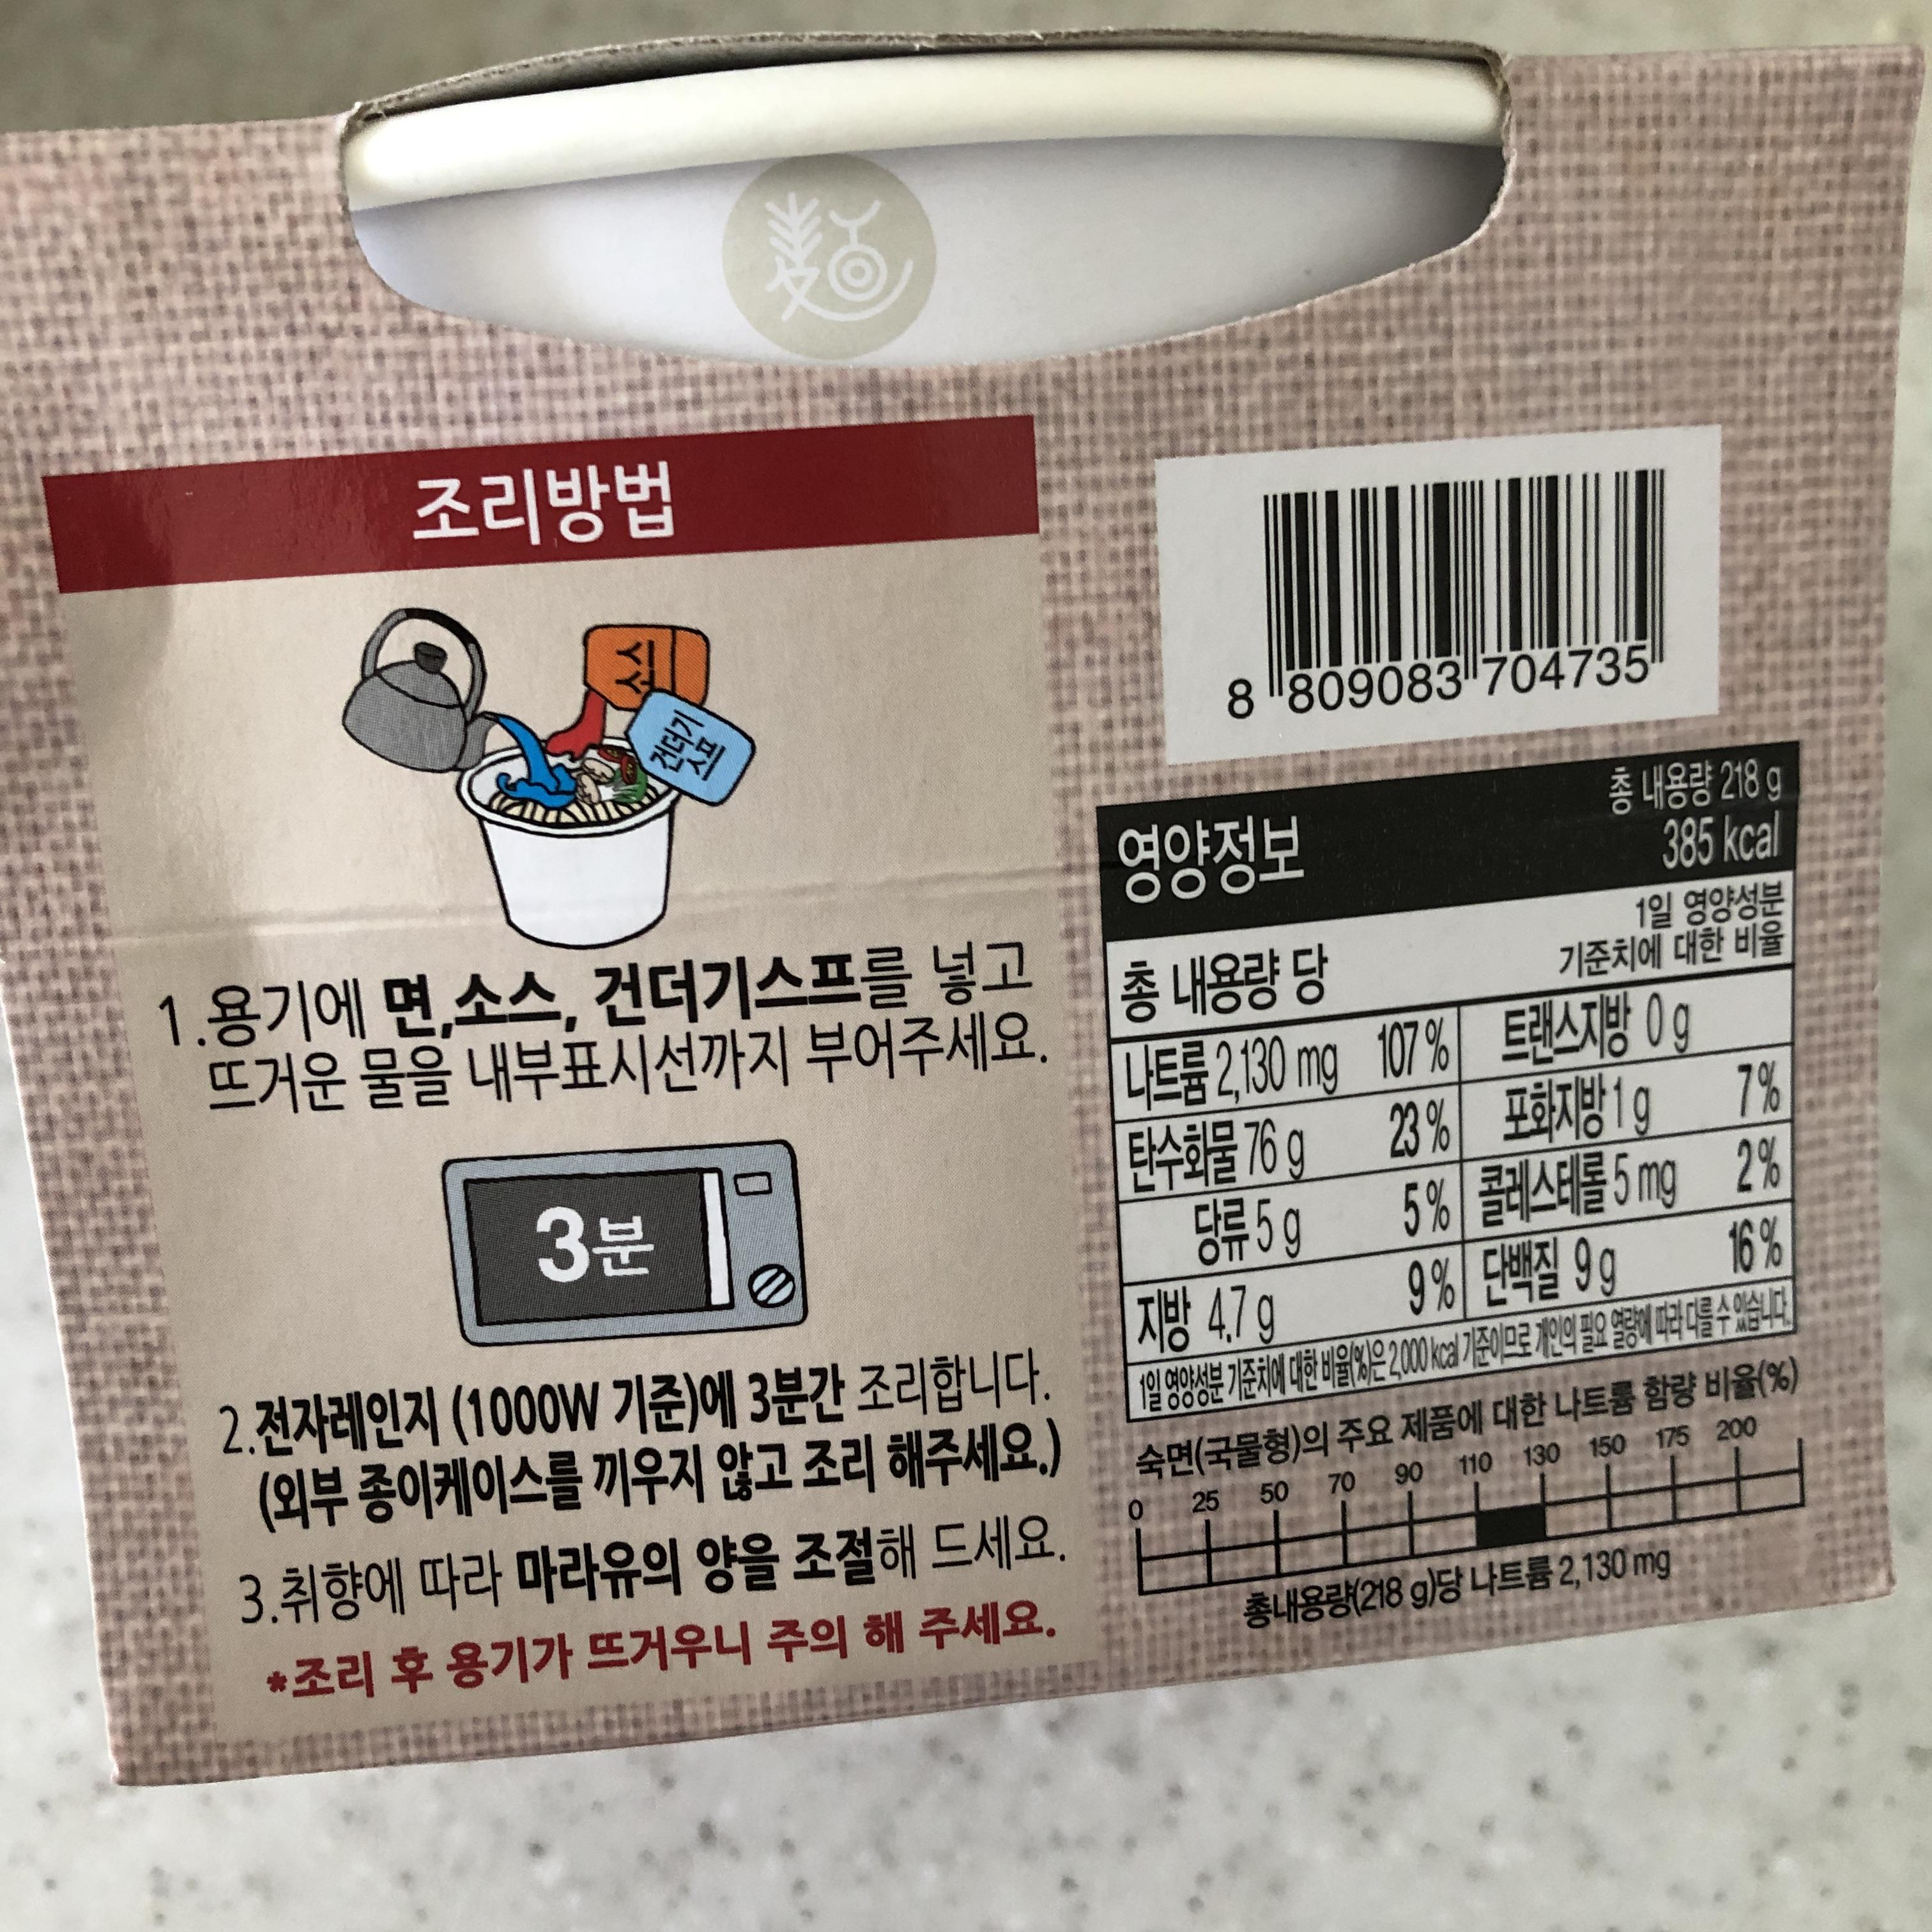 麵
조리방법
소스
건더기
스프
1.용기에 면,소스, 건더기스프를 넣고
뜨거운 물을 내부표시선까지 부어주세요.
3분
2.전자레인지 (1000W 기준)에 3분간 조리합니다.
(외부 종이케이스를 끼우지 않고 조리 해주세요.)
3.취향에 따라 마라유의 양을 조절해 드세요.
*조리 후 용기가 뜨거우니 주의 해 주세요.
8 809083 704735
영양정보
총 내용량 218 g
385 kcal
총 내용량 당
1일 영양성분
기준치에 대한 비율
나트륨 2,130 mg 107 % 트랜스지방 0 g
탄수화물 76 g 23 % 포화지방 1 g 7 %
당류 5 g 5 % 콜레스테롤 5 mg 2 %
지방 4.7 g 9 % 단백질 9 g 16 %
1일 영양성분 기준치에 대한 비율(%)은 2,000 kcal 기준이므로 개인의 필요 열량에 따라 다를 수 있습니다.
숙면(국물형)의 주요 제품에 대한 나트륨 함량 비율(%)
0 25 50 70 90 110 130 150 175 200
총내용량(218 g)당 나트륨 2,130 mg